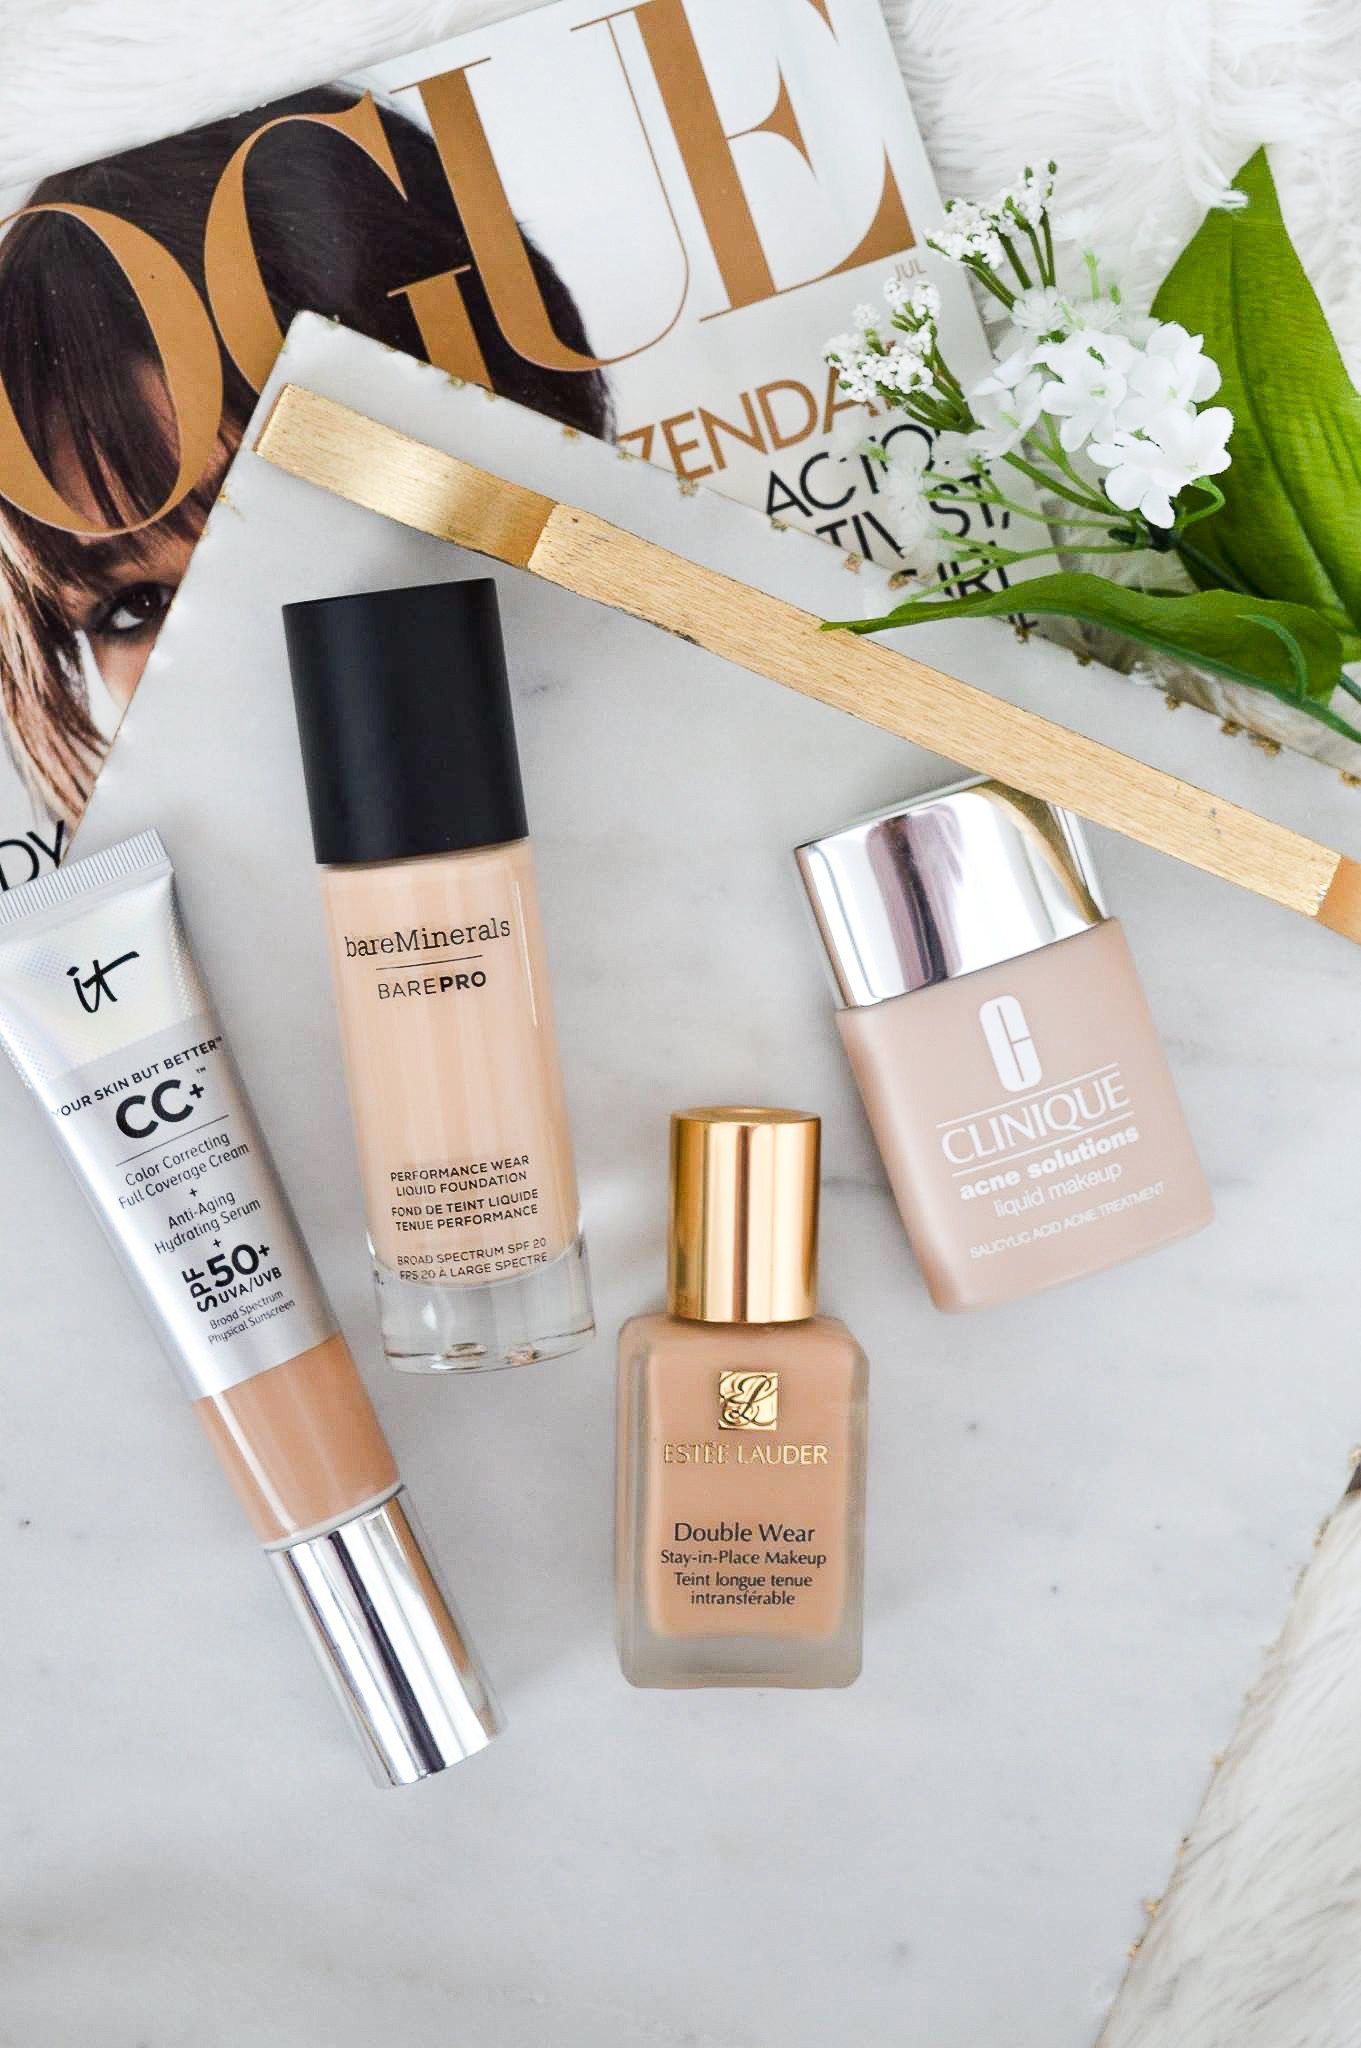 OGUE
JUL
ZENDA
it
YOUR SKIN BUT BETTER™
CC+™
Color Correcting
Full Coverage Cream
+
Anti-Aging
Hydrating Serum
+
SPF 50+
UVA/UVB
Broad Spectrum
Physical Sunscreen
bareMinerals
BAREPRO
PERFORMANCE WEAR
LIQUID FOUNDATION
FOND DE TEINT LIQUIDE
TENUE PERFORMANCE
BROAD SPECTRUM SPF 20
FPS 20 À LARGE SPECTRE
C
CLINIQUE
acne solutions
liquid makeup
SALICYLIC ACID ACNE TREATMENT
EL
ESTĒE LAUDER
Double Wear
Stay-in-Place Makeup
Teint longue tenue
intransférable